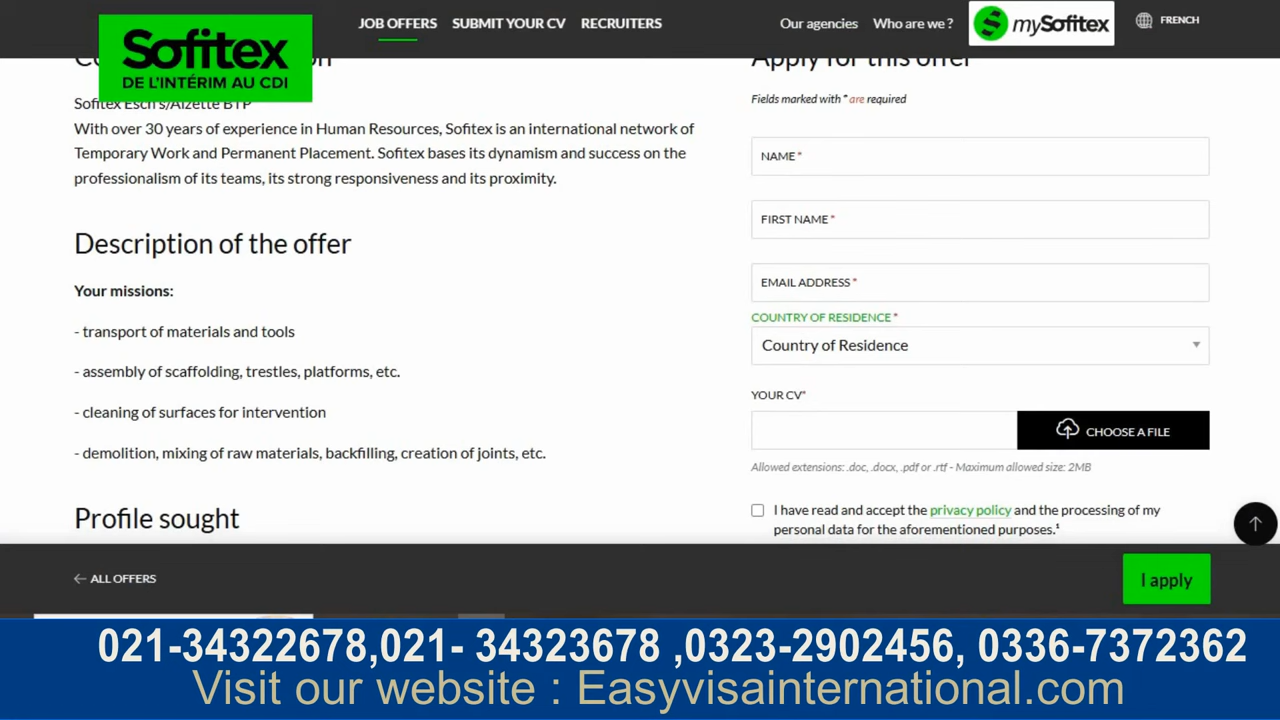 JOB OFFERS SUBMIT YOUR CV RECRUITERS Our agencies Who are we ? mySofitex FRENCH
Sofitex
DE L'INTÉRIM AU CDI
Apply for this offer
Sofitex Esch s/Alzette BTP
With over 30 years of experience in Human Resources, Sofitex is an international network of
Temporary Work and Permanent Placement. Sofitex bases its dynamism and success on the
professionalism of its teams, its strong responsiveness and its proximity.
Description of the offer
Your missions:
- transport of materials and tools
- assembly of scaffolding, trestles, platforms, etc.
- cleaning of surfaces for intervention
- demolition, mixing of raw materials, backfilling, creation of joints, etc.
Profile sought
Fields marked with * are required
NAME *
FIRST NAME *
EMAIL ADDRESS *
COUNTRY OF RESIDENCE *
Country of Residence
YOUR CV*
CHOOSE A FILE
Allowed extensions: .doc, .docx, .pdf or .rtf - Maximum allowed size: 2MB
I have read and accept the privacy policy and the processing of my
personal data for the aforementioned purposes.¹
ALL OFFERS
I apply
021-34322678,021- 34323678 ,0323-2902456, 0336-7372362
Visit our website : Easyvisainternational.com